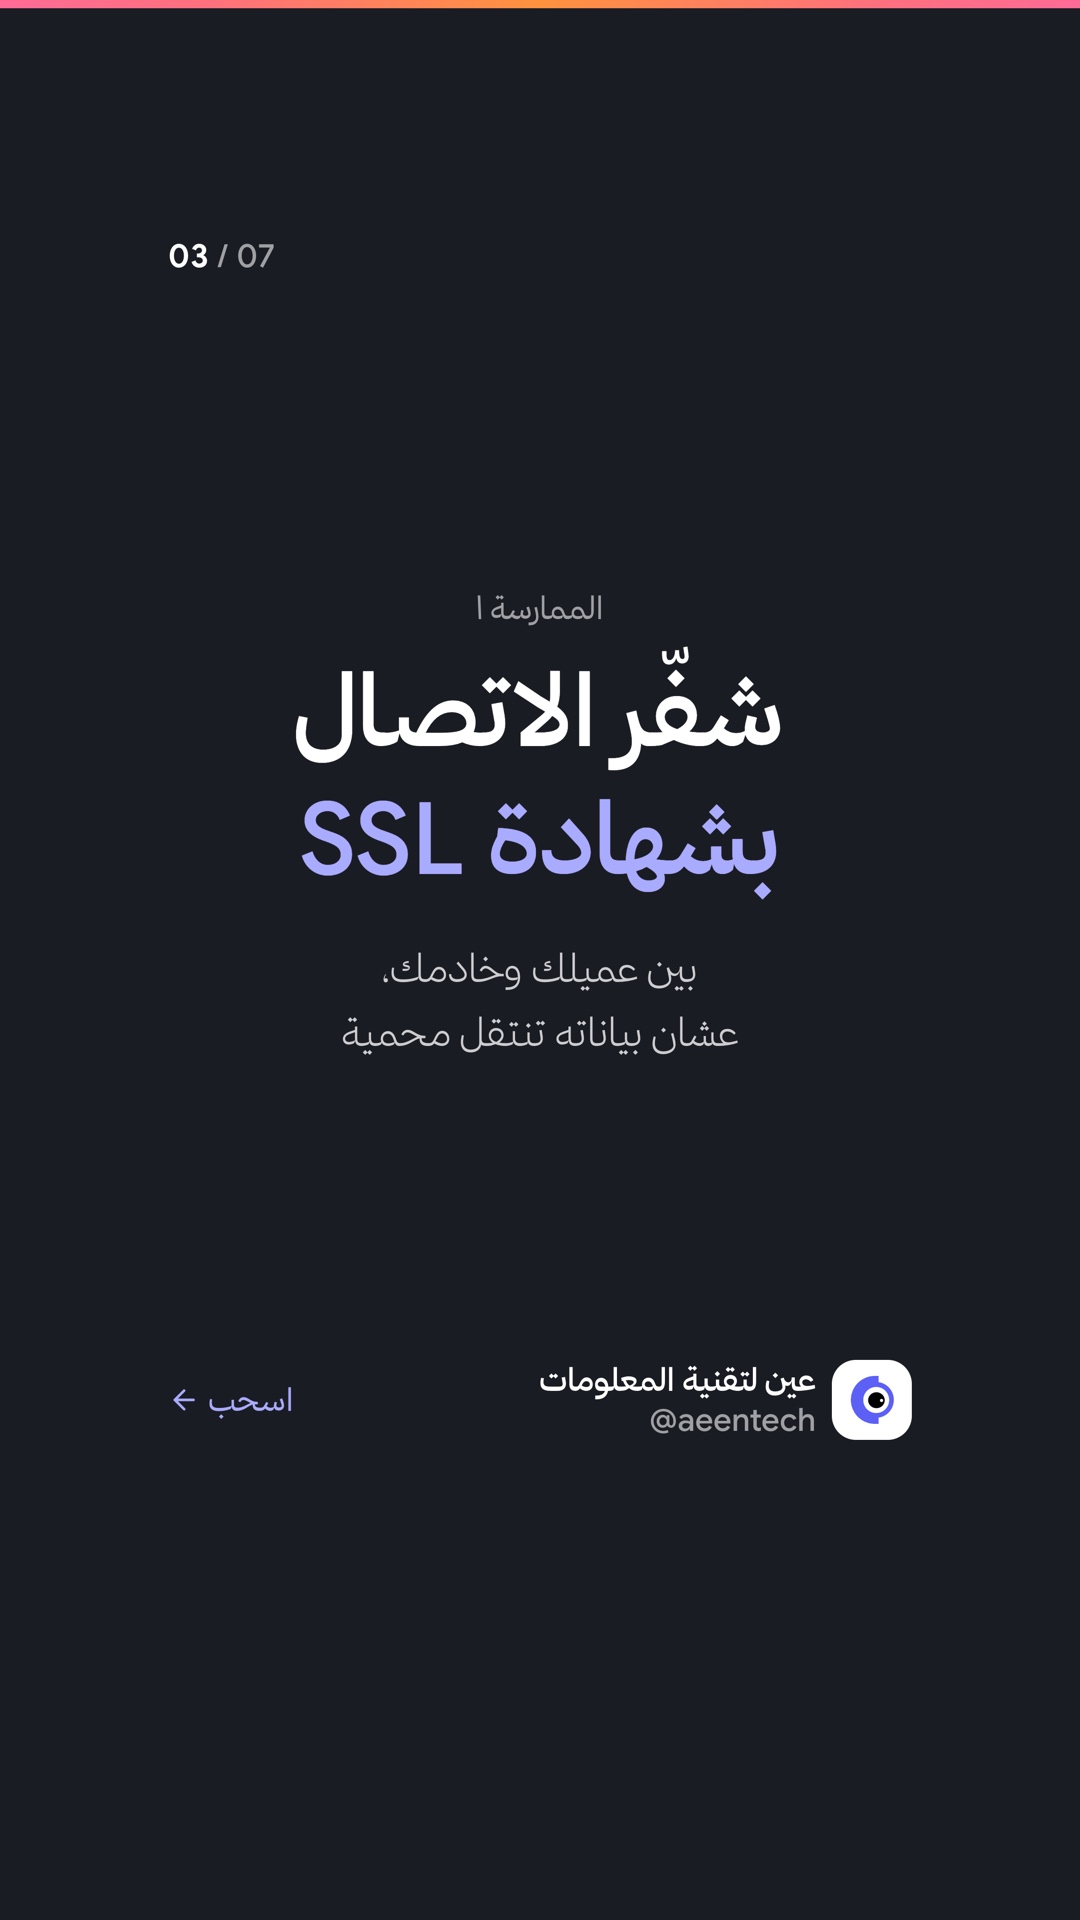 03 / 07
الممارسة ١
شفّر الاتصال
بشهادة SSL
بين عميلك وخادمك،
عشان بياناته تنتقل محمية
عين لتقنية المعلومات
@aeentech
اسحب ←